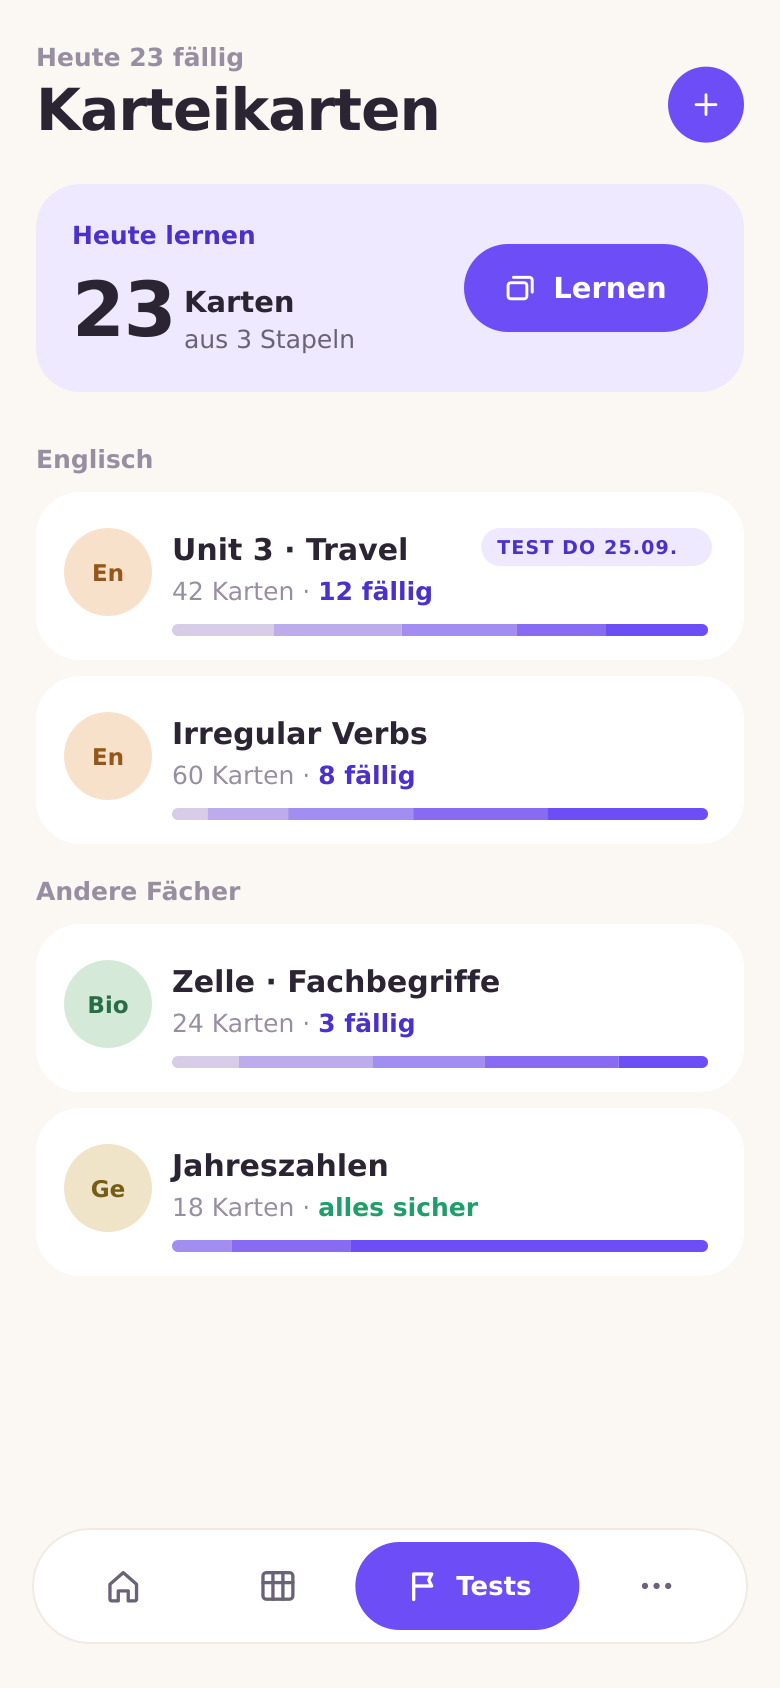 Heute 23 fällig
Karteikarten
Heute lernen
23 Karten
aus 3 Stapeln
Lernen
Englisch
En
Unit 3 · Travel
TEST DO 25.09.
42 Karten · 12 fällig
En
Irregular Verbs
60 Karten · 8 fällig
Andere Fächer
Bio
Zelle · Fachbegriffe
24 Karten · 3 fällig
Ge
Jahreszahlen
18 Karten · alles sicher
Tests